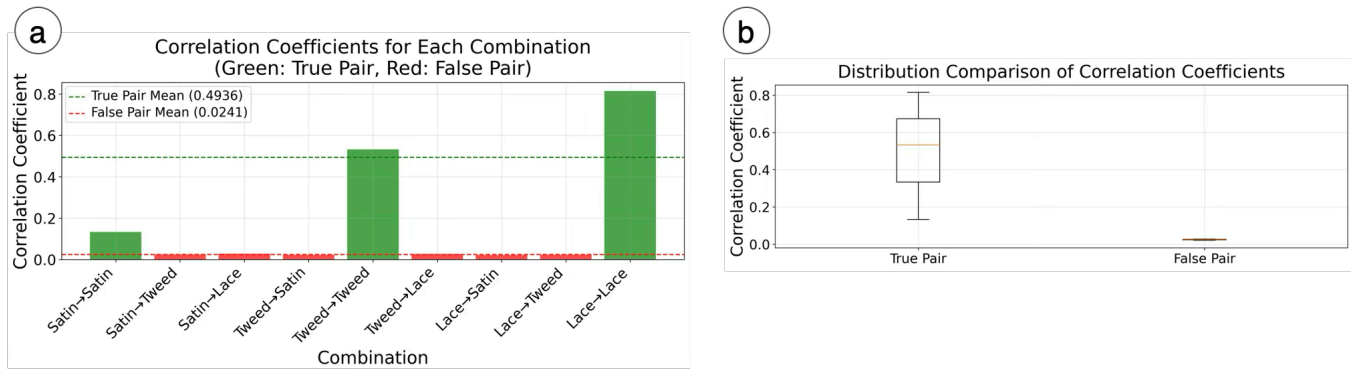 a
Correlation Coefficients for Each Combination
(Green: True Pair, Red: False Pair)
Correlation Coefficient
0.8
0.6
0.4
0.2
0.0
True Pair Mean (0.4936)
False Pair Mean (0.0241)
Satin→Satin
Satin→Tweed
Satin→Lace
Tweed→Satin
Tweed→Tweed
Tweed→Lace
Lace→Satin
Lace→Tweed
Lace→Lace
Combination
b
Distribution Comparison of Correlation Coefficients
Correlation Coefficient
0.8
0.6
0.4
0.2
0.0
True Pair
False Pair